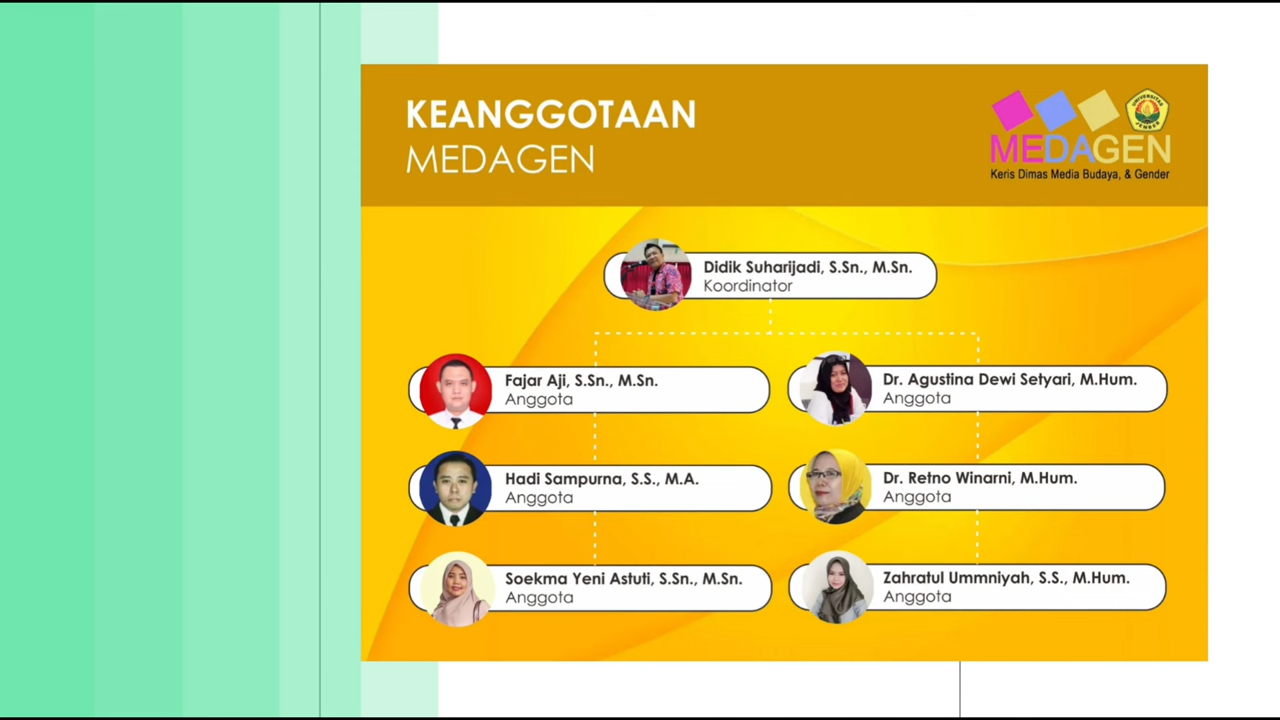 KEANGGOTAAN
MEDAGEN
UNIVERSITAS
JEMBER
MEDAGEN
Keris Dimas Media Budaya, & Gender
Didik Suharijadi, S.Sn., M.Sn.
Koordinator
Fajar Aji, S.Sn., M.Sn.
Anggota
Dr. Agustina Dewi Setyari, M.Hum.
Anggota
Hadi Sampurna, S.S., M.A.
Anggota
Dr. Retno Winarni, M.Hum.
Anggota
Soekma Yeni Astuti, S.Sn., M.Sn.
Anggota
Zahratul Ummniyah, S.S., M.Hum.
Anggota